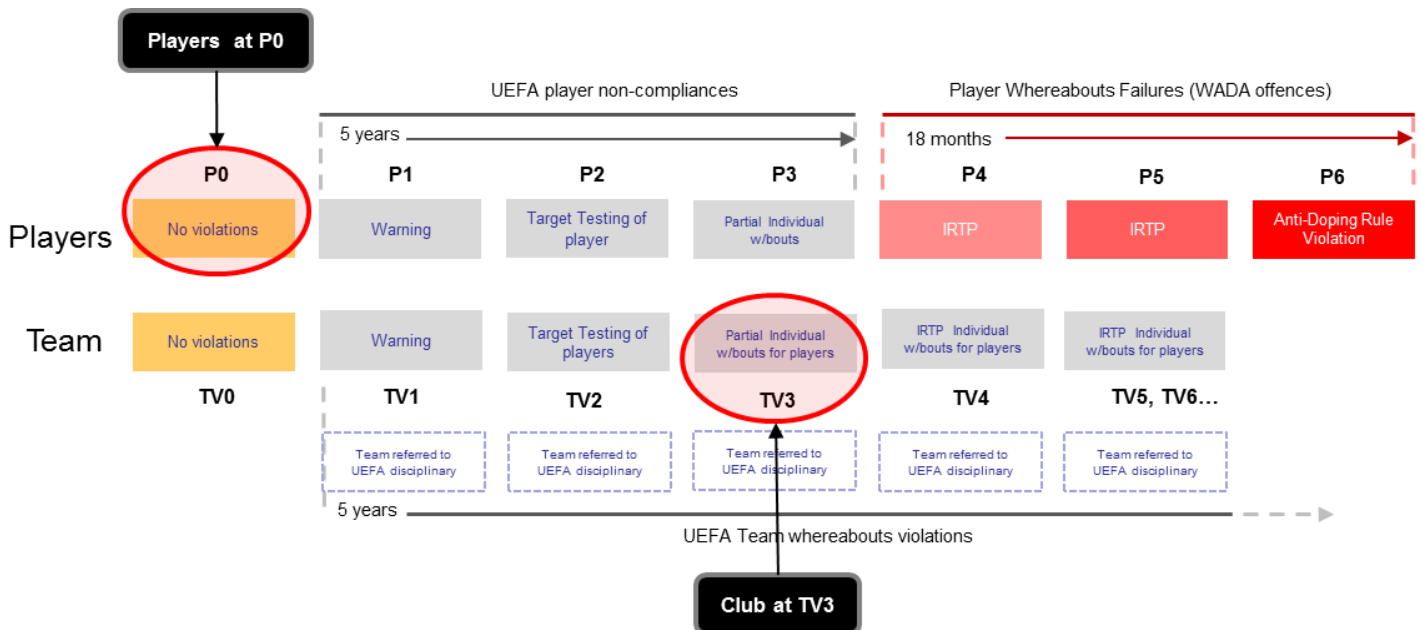 Players at P0
UEFA player non-compliances
Player Whereabouts Failures (WADA offences)
5 years
18 months
P0
P1
P2
P3
P4
P5
P6
Players
No violations
Warning
Target Testing of
player
Partial Individual
w/bouts
IRTP
IRTP
Anti-Doping Rule
Violation
Team
No violations
Warning
Target Testing of
players
Partial Individual
w/bouts for players
IRTP Individual
w/bouts for players
IRTP Individual
w/bouts for players
TV0
TV1
TV2
TV3
TV4
TV5, TV6...
Team referred to
UEFA disciplinary
Team referred to
UEFA disciplinary
Team referred to
UEFA disciplinary
Team referred to
UEFA disciplinary
Team referred to
UEFA disciplinary
5 years
UEFA Team whereabouts violations
Club at TV3